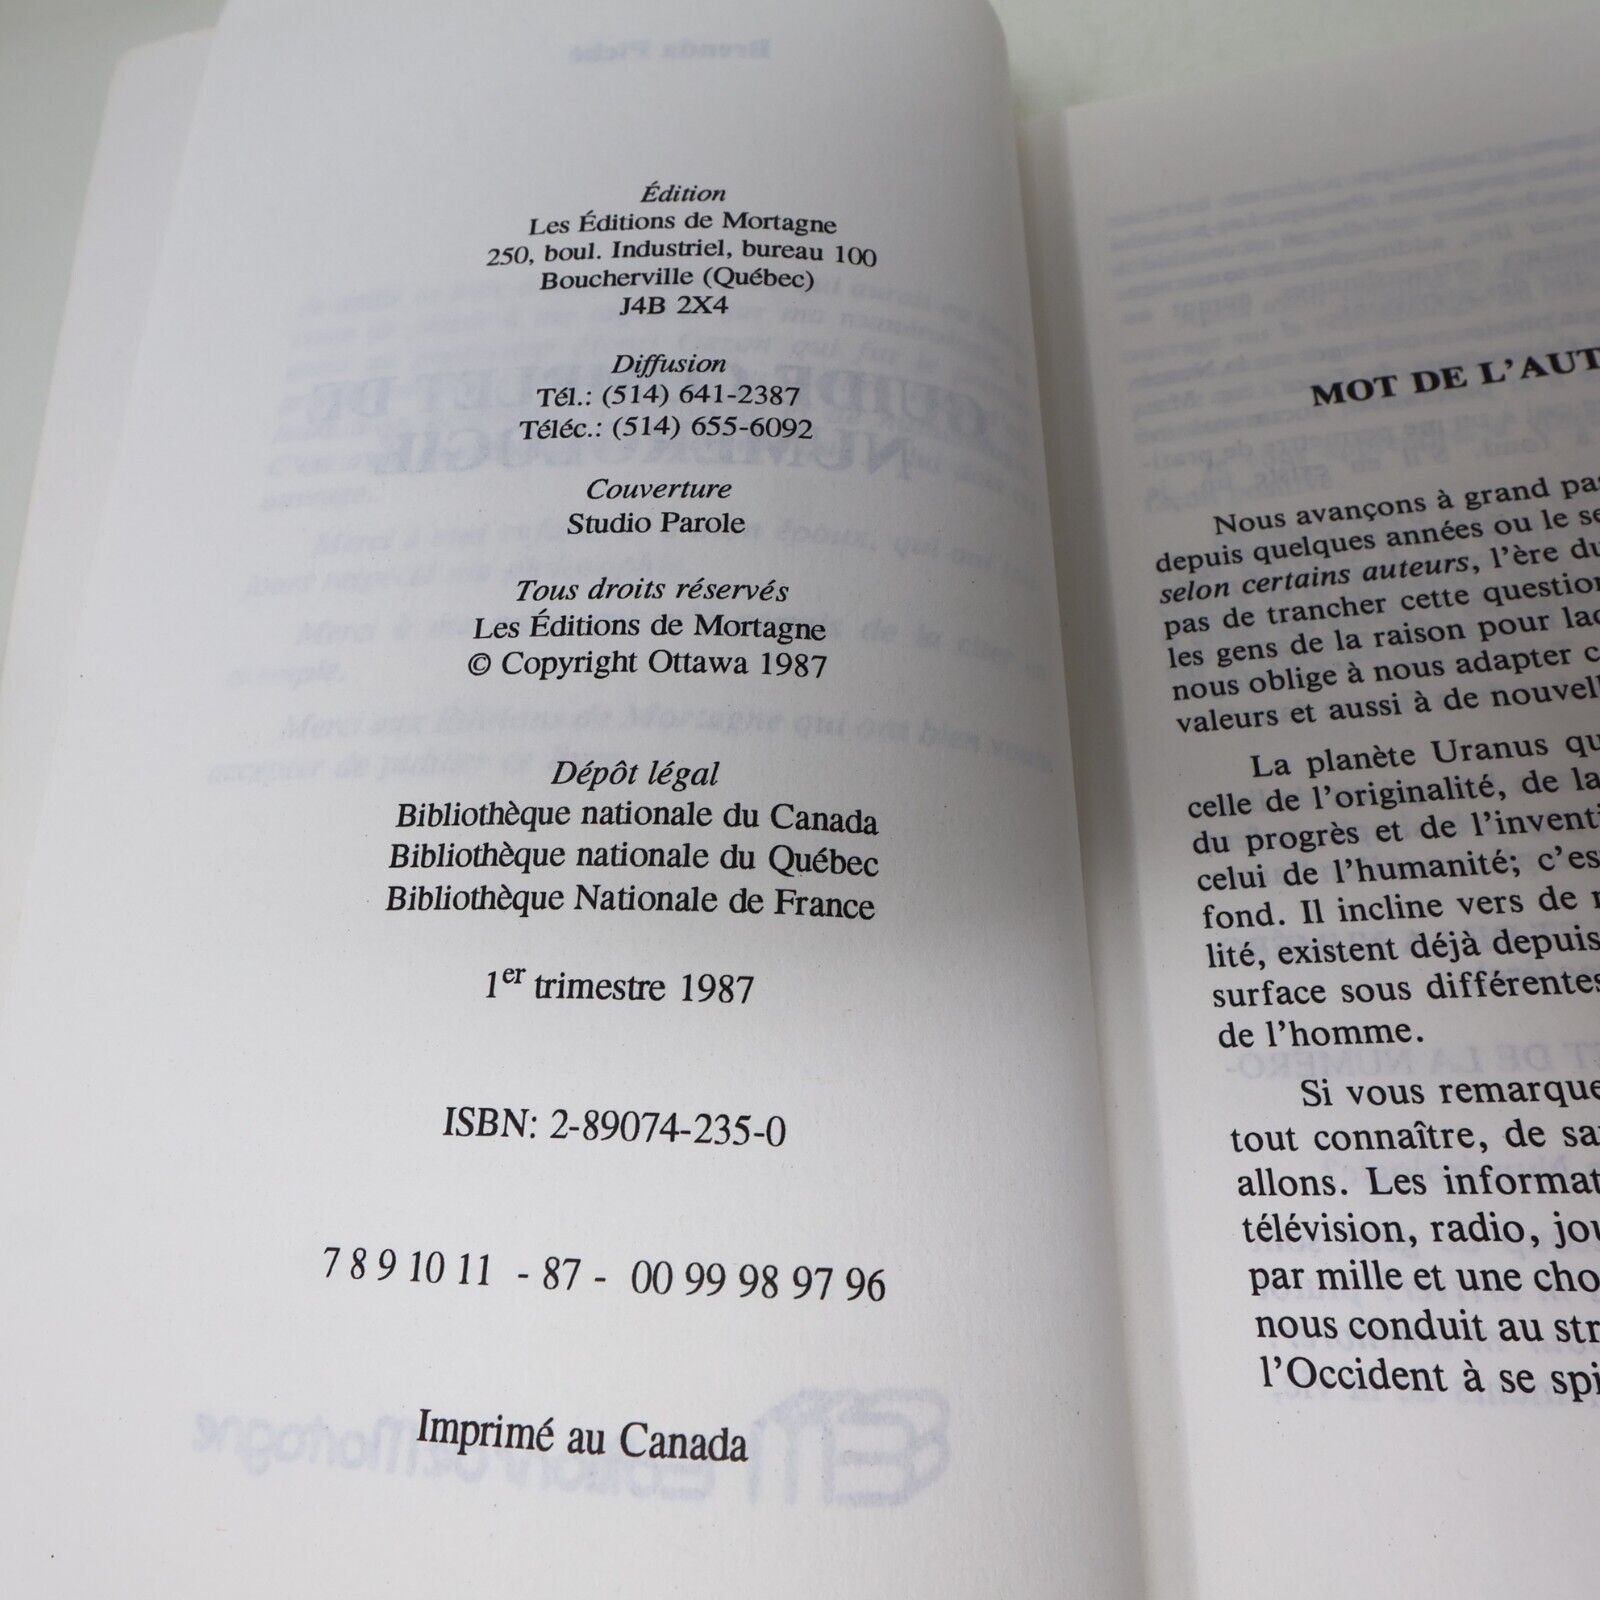 Édition
Les Éditions de Mortagne
250, boul. Industriel, bureau 100
Boucherville (Québec)
J4B 2X4
Diffusion
Tél.: (514) 641-2387
Téléc.: (514) 655-6092
Couverture
Studio Parole
Tous droits réservés
Les Éditions de Mortagne
© Copyright Ottawa 1987
Dépôt légal
Bibliothèque nationale du Canada
Bibliothèque nationale du Québec
Bibliothèque Nationale de France
1er trimestre 1987
ISBN: 2-89074-235-0
7 8 9 10 11 - 87 - 00 99 98 97 96
Imprimé au Canada
MOT DE L'AUT
Nous avançons à grand pas
depuis quelques années ou le se
selon certains auteurs, l'ère du
pas de trancher cette question
les gens de la raison pour laq
nous oblige à nous adapter c
valeurs et aussi à de nouvell
La planète Uranus qu
celle de l'originalité, de la
du progrès et de l'inventi
celui de l'humanité; c'es
fond. Il incline vers de
lité, existent déjà depuis
surface sous différentes
de l'homme.
Si vous remarque
tout connaître, de sa
allons. Les informat
télévision, radio, jou
par mille et une cho
nous conduit au str
l'Occident à se spi